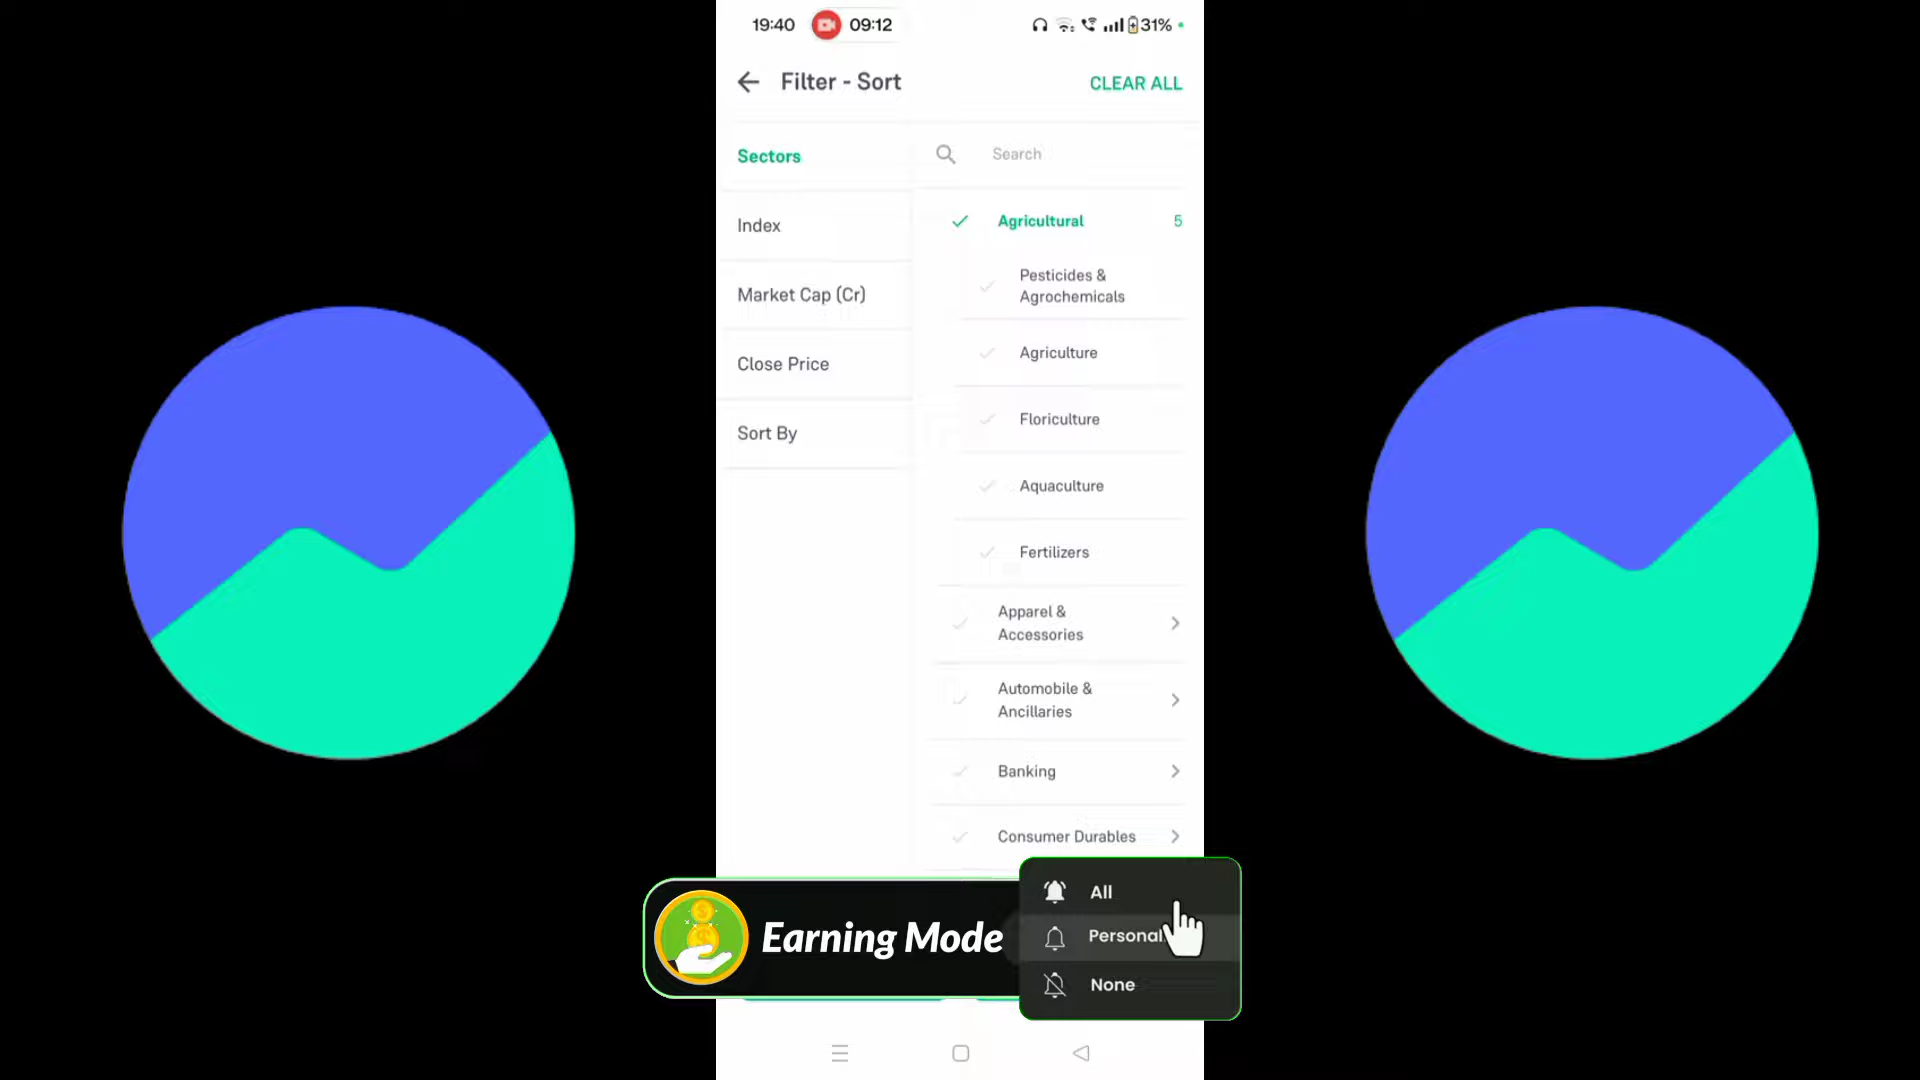 19:40 09:12 31%
Filter - Sort CLEAR ALL
Sectors
Index
Market Cap (Cr)
Close Price
Sort By
Search
Agricultural 5
Pesticides &
Agrochemicals
Agriculture
Floriculture
Aquaculture
Fertilizers
Apparel &
Accessories
Automobile &
Ancillaries
Banking
Consumer Durables
Earning Mode
All
Personal
None